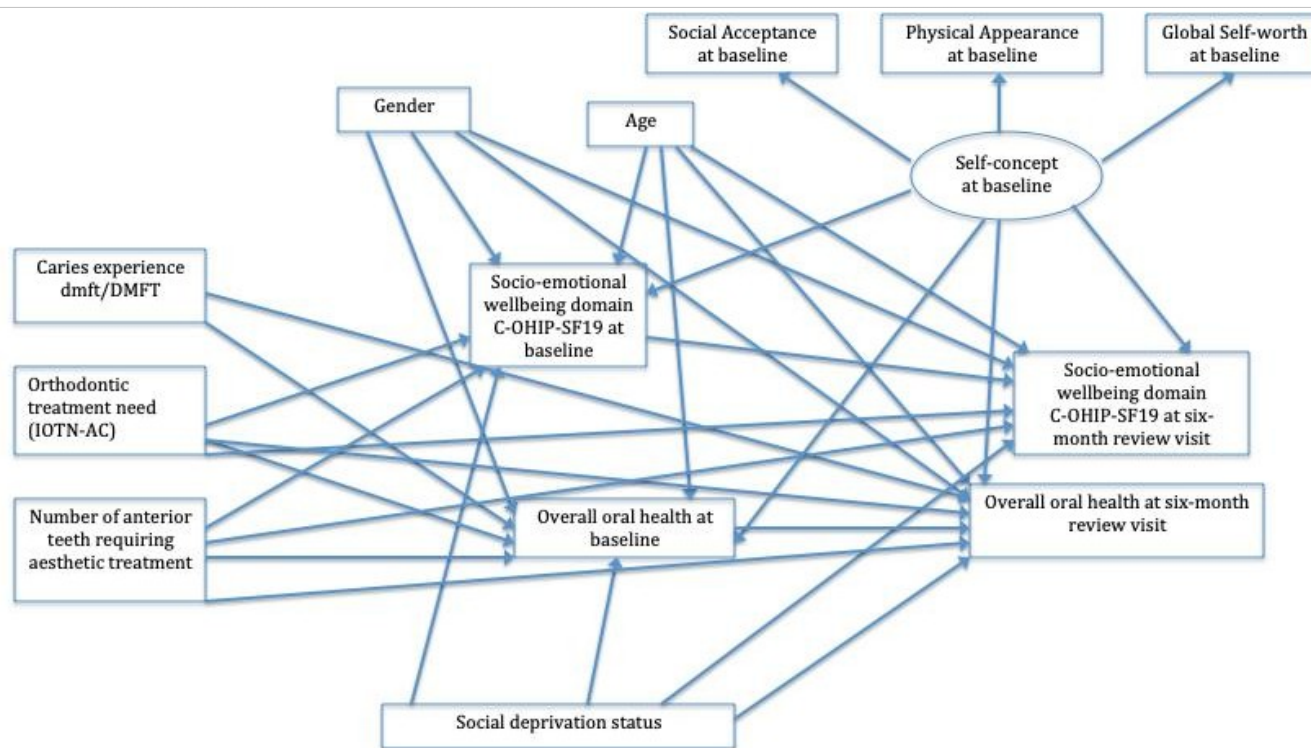 Social Acceptance
at baseline
Physical Appearance
at baseline
Global Self-worth
at baseline
Gender
Age
Self-concept
at baseline
Caries experience
dmft/DMFT
Socio-emotional
wellbeing domain
C-OHIP-SF19 at
baseline
Orthodontic
treatment need
(IOTN-AC)
Socio-emotional
wellbeing domain
C-OHIP-SF19 at six-
month review visit
Number of anterior
teeth requiring
aesthetic treatment
Overall oral health at
baseline
Overall oral health at six-month
review visit
Social deprivation status